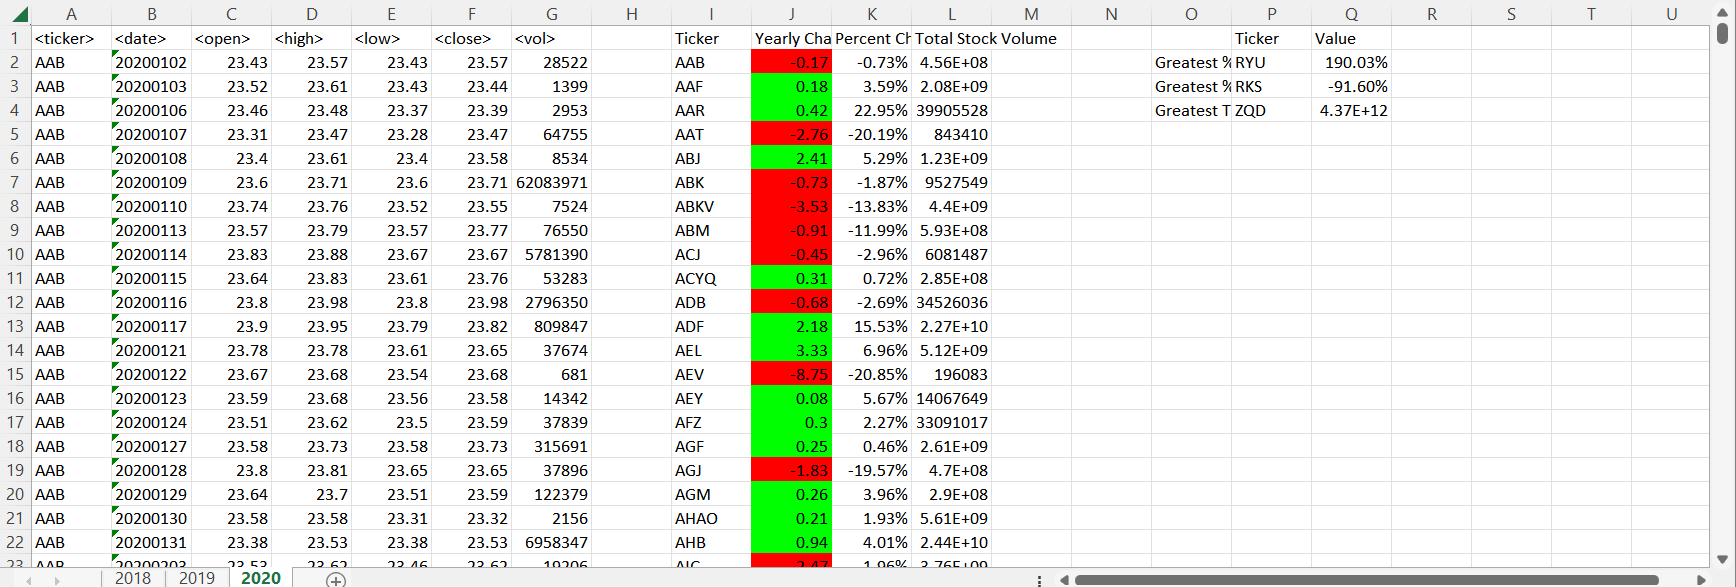 A B C D E F G H I J K L M N O P Q R S T U
1 <ticker> <date> <open> <high> <low> <close> <vol> Ticker Yearly Cha Percent Ch Total Stock Volume Ticker Value
2 AAB 20200102 23.43 23.57 23.43 23.57 28522 AAB -0.17 -0.73% 4.56E+08 Greatest % RYU 190.03%
3 AAB 20200103 23.52 23.61 23.43 23.44 1399 AAF 0.18 3.59% 2.08E+09 Greatest % RKS -91.60%
4 AAB 20200106 23.46 23.48 23.37 23.39 2953 AAR 0.42 22.95% 39905528 Greatest T ZQD 4.37E+12
5 AAB 20200107 23.31 23.47 23.28 23.47 64755 AAT -2.76 -20.19% 843410
6 AAB 20200108 23.4 23.61 23.4 23.58 8534 ABJ 2.41 5.29% 1.23E+09
7 AAB 20200109 23.6 23.71 23.6 23.71 62083971 ABK -0.73 -1.87% 9527549
8 AAB 20200110 23.74 23.76 23.52 23.55 7524 ABKV -3.53 -13.83% 4.4E+09
9 AAB 20200113 23.57 23.79 23.57 23.77 76550 ABM -0.91 -11.99% 5.93E+08
10 AAB 20200114 23.83 23.88 23.67 23.67 5781390 ACJ -0.45 -2.96% 6081487
11 AAB 20200115 23.64 23.83 23.61 23.76 53283 ACYQ 0.31 0.72% 2.85E+08
12 AAB 20200116 23.8 23.98 23.8 23.98 2796350 ADB -0.68 -2.69% 34526036
13 AAB 20200117 23.9 23.95 23.79 23.82 809847 ADF 2.18 15.53% 2.27E+10
14 AAB 20200121 23.78 23.78 23.61 23.65 37674 AEL 3.33 6.96% 5.12E+09
15 AAB 20200122 23.67 23.68 23.54 23.68 681 AEV -8.75 -20.85% 196083
16 AAB 20200123 23.59 23.68 23.56 23.58 14342 AEY 0.08 5.67% 14067649
17 AAB 20200124 23.51 23.62 23.5 23.59 37839 AFZ 0.3 2.27% 33091017
18 AAB 20200127 23.58 23.73 23.58 23.73 315691 AGF 0.25 0.46% 2.61E+09
19 AAB 20200128 23.8 23.81 23.65 23.65 37896 AGJ -1.83 -19.57% 4.7E+08
20 AAB 20200129 23.64 23.7 23.51 23.59 122379 AGM 0.26 3.96% 2.9E+08
21 AAB 20200130 23.58 23.58 23.31 23.32 2156 AHAO 0.21 1.93% 5.61E+09
22 AAB 20200131 23.38 23.53 23.38 23.53 6958347 AHB 0.94 4.01% 2.44E+10
23 AAB 20200203 23.53 23.62 23.46 23.62
2018 2019 2020